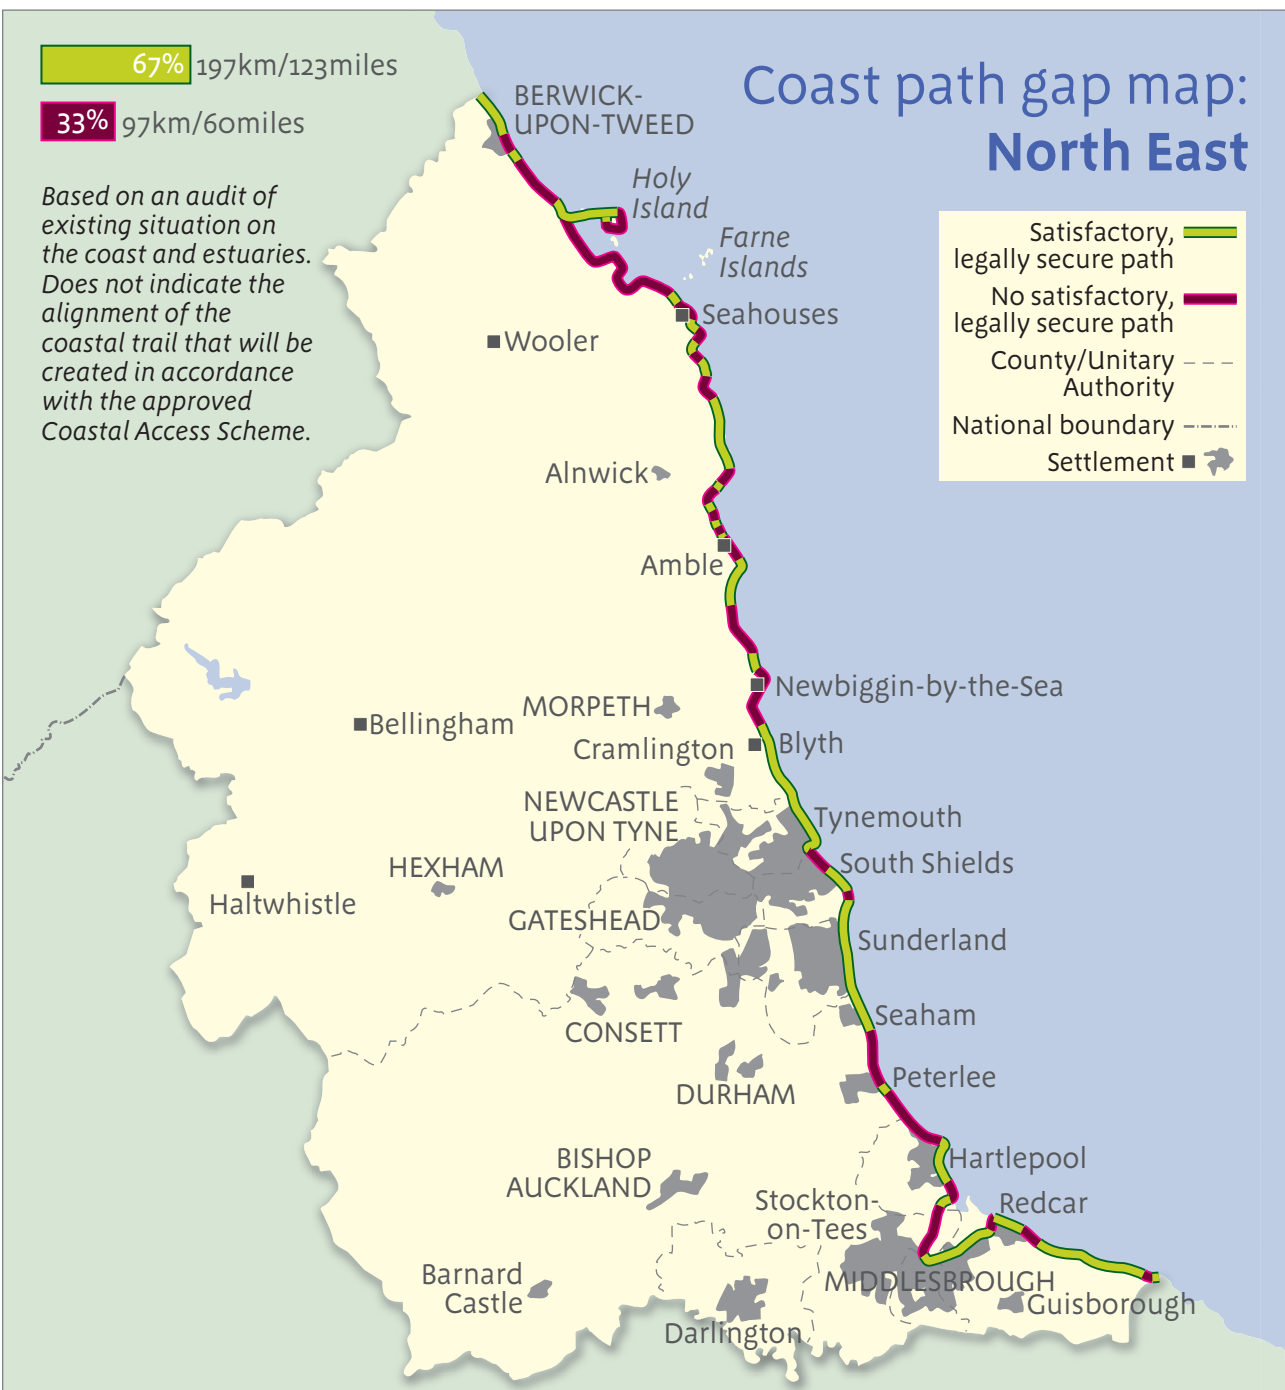 67% 197km/123miles
33% 97km/60miles
Based on an audit of
existing situation on
the coast and estuaries.
Does not indicate the
alignment of the
coastal trail that will be
created in accordance
with the approved
Coastal Access Scheme.
Coast path gap map:
North East
Satisfactory,
legally secure path
No satisfactory,
legally secure path
County/Unitary
Authority
National boundary
Settlement
BERWICK-
UPON-TWEED
Holy
Island
Farne
Islands
Seahouses
Wooler
Alnwick
Amble
Newbiggin-by-the-Sea
MORPETH
Bellingham
Cramlington
Blyth
NEWCASTLE
UPON TYNE
Tynemouth
HEXHAM
South Shields
Haltwhistle
GATESHEAD
Sunderland
Seaham
CONSETT
Peterlee
DURHAM
BISHOP
AUCKLAND
Hartlepool
Stockton-
on-Tees
Redcar
Barnard
Castle
MIDDLESBROUGH
Guisborough
Darlington